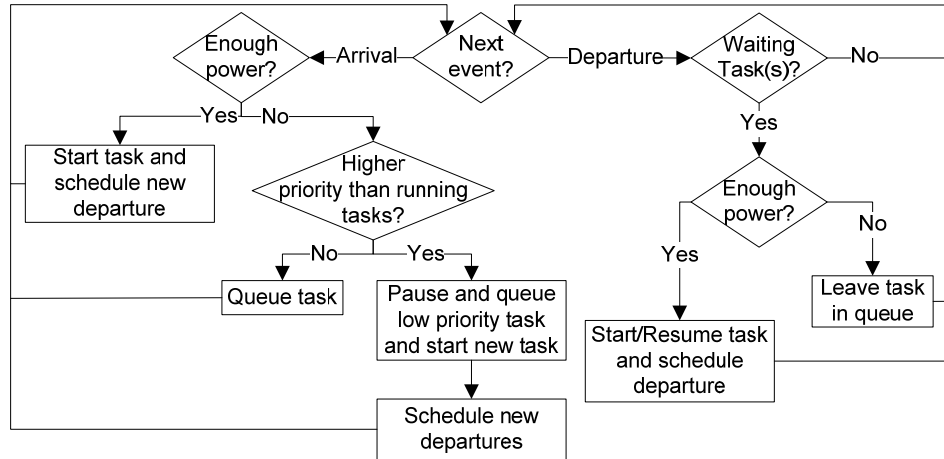 Enough
power?
Arrival
Next
event?
Departure
Waiting
Task(s)?
No
Yes
No
Yes
Start task and
schedule new
departure
Higher
priority than running
tasks?
Enough
power?
No
Yes
Yes
No
Queue task
Pause and queue
low priority task
and start new task
Start/Resume task
and schedule
departure
Leave task
in queue
Schedule new
departures